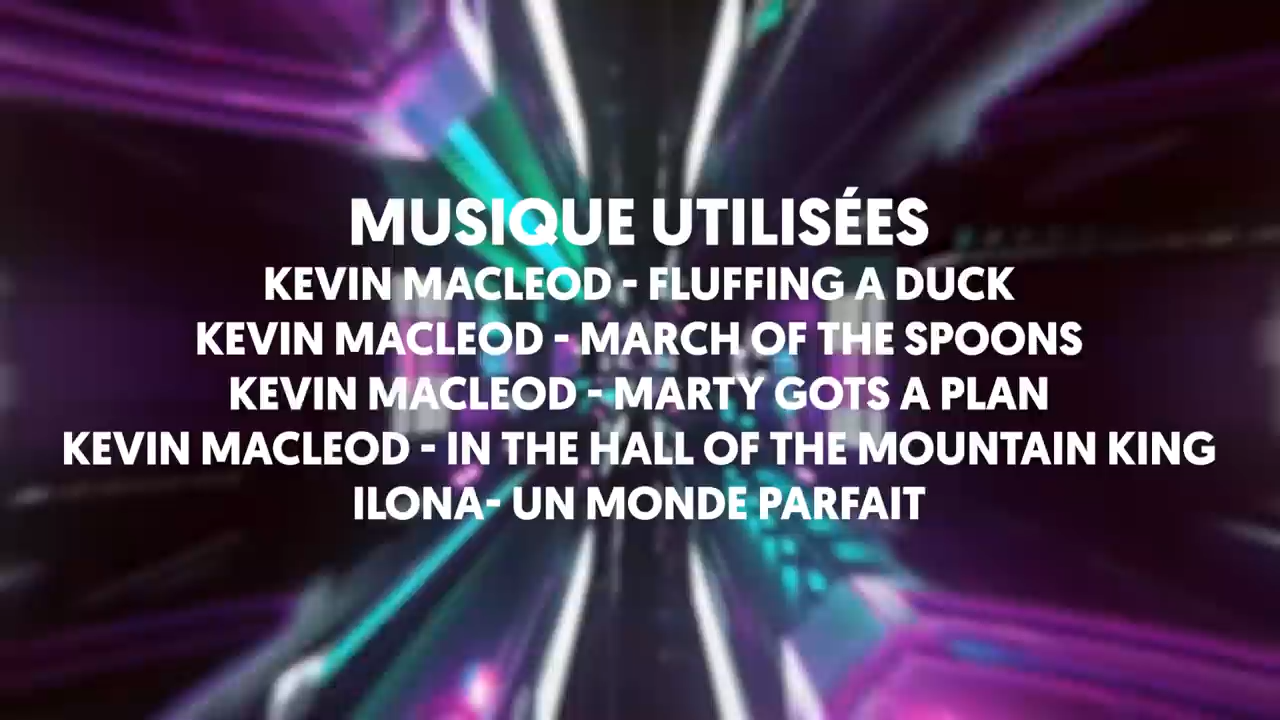 MUSIQUE UTILISÉES
KEVIN MACLEOD - FLUFFING A DUCK
KEVIN MACLEOD - MARCH OF THE SPOONS
KEVIN MACLEOD - MARTY GOTS A PLAN
KEVIN MACLEOD - IN THE HALL OF THE MOUNTAIN KING
ILONA- UN MONDE PARFAIT